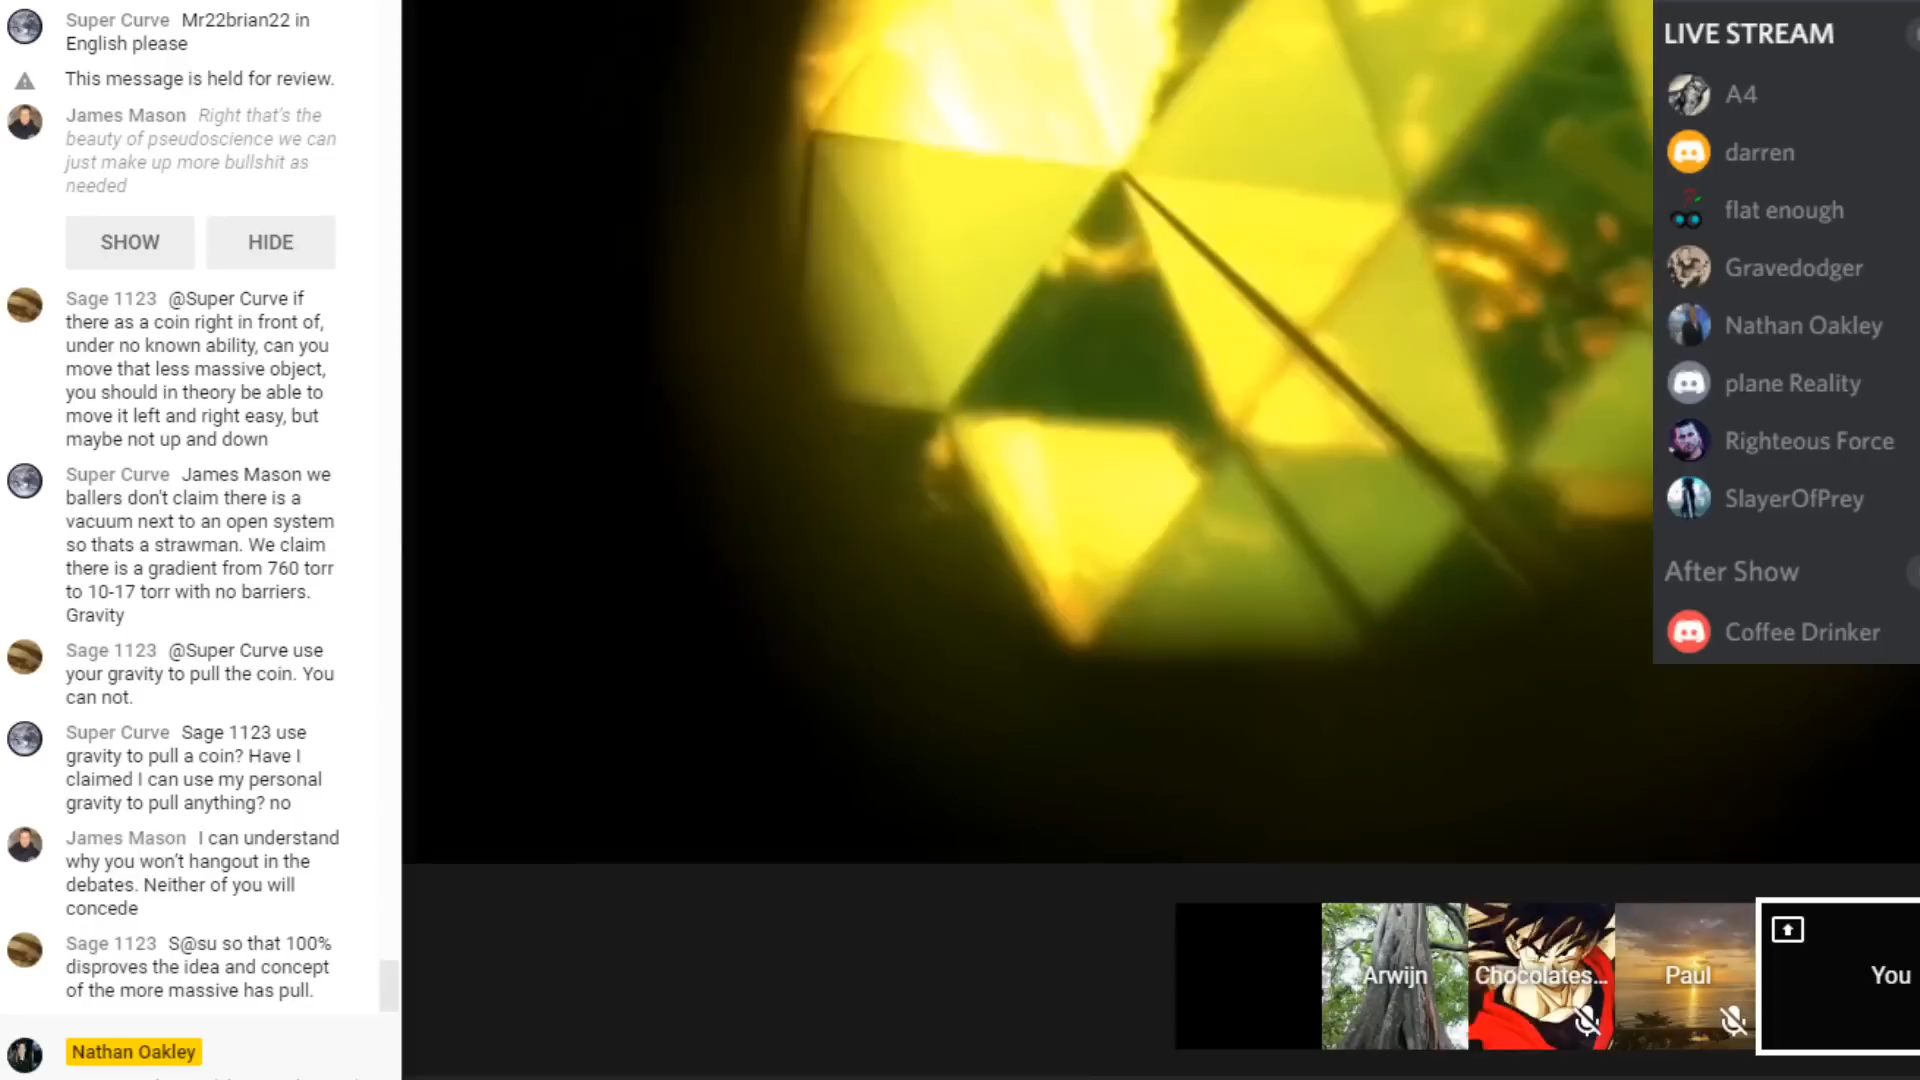 Super Curve Mr22brian22 in
English please
This message is held for review.
James Mason Right that's the
beauty of pseudoscience we can
just make up more bullshit as
needed
SHOW HIDE
Sage 1123 @Super Curve if
there as a coin right in front of,
under no known ability, can you
move that less massive object,
you should in theory be able to
move it left and right easy, but
maybe not up and down
Super Curve James Mason we
ballers don't claim there is a
vacuum next to an open system
so thats a strawman. We claim
there is a gradient from 760 torr
to 10-17 torr with no barriers.
Gravity
Sage 1123 @Super Curve use
your gravity to pull the coin. You
can not.
Super Curve Sage 1123 use
gravity to pull a coin? Have I
claimed I can use my personal
gravity to pull anything? no
James Mason I can understand
why you won't hangout in the
debates. Neither of you will
concede
Sage 1123 S@su so that 100%
disproves the idea and concept
of the more massive has pull.
Nathan Oakley
LIVE STREAM
A4
darren
flat enough
Gravedodger
Nathan Oakley
plane Reality
Righteous Force
SlayerOfPrey
After Show
Coffee Drinker
Arwijn
Chocolates...
Paul
You